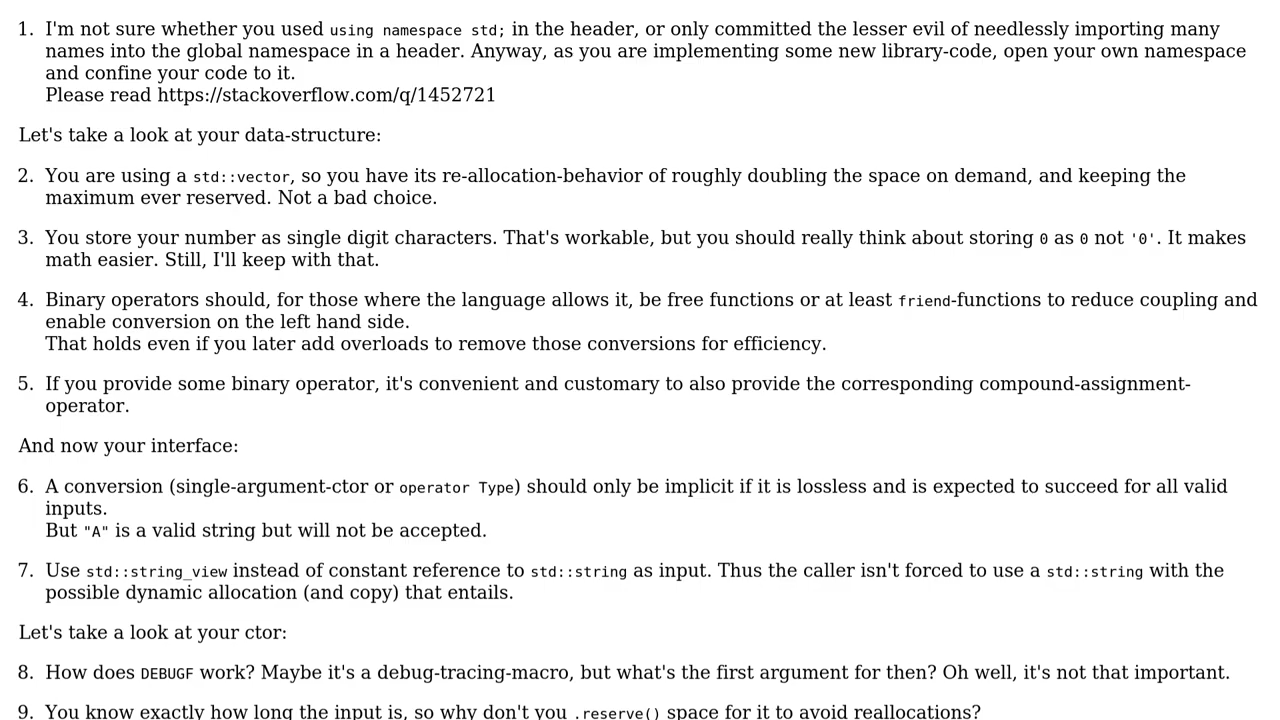 1. I'm not sure whether you used using namespace std; in the header, or only committed the lesser evil of needlessly importing many
names into the global namespace in a header. Anyway, as you are implementing some new library-code, open your own namespace
and confine your code to it.
Please read https://stackoverflow.com/q/1452721
Let's take a look at your data-structure:
2. You are using a std::vector, so you have its re-allocation-behavior of roughly doubling the space on demand, and keeping the
maximum ever reserved. Not a bad choice.
3. You store your number as single digit characters. That's workable, but you should really think about storing 0 as 0 not '0'. It makes
math easier. Still, I'll keep with that.
4. Binary operators should, for those where the language allows it, be free functions or at least friend-functions to reduce coupling and
enable conversion on the left hand side.
That holds even if you later add overloads to remove those conversions for efficiency.
5. If you provide some binary operator, it's convenient and customary to also provide the corresponding compound-assignment-
operator.
And now your interface:
6. A conversion (single-argument-ctor or operator Type) should only be implicit if it is lossless and is expected to succeed for all valid
inputs.
But "A" is a valid string but will not be accepted.
7. Use std::string_view instead of constant reference to std::string as input. Thus the caller isn't forced to use a std::string with the
possible dynamic allocation (and copy) that entails.
Let's take a look at your ctor:
8. How does DEBUGF work? Maybe it's a debug-tracing-macro, but what's the first argument for then? Oh well, it's not that important.
9. You know exactly how long the input is, so why don't you .reserve() space for it to avoid reallocations?